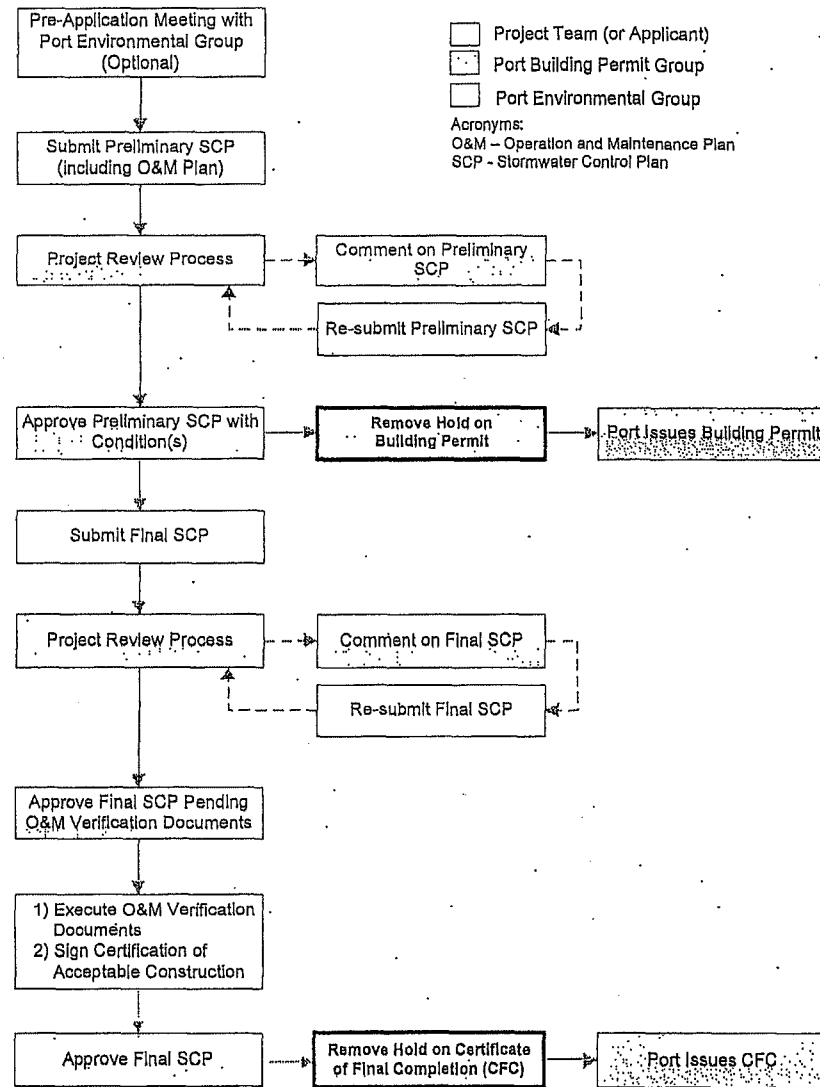 Pre-Application Meeting with
Port Environmental Group
(Optional)
Project Team (or Applicant)
Port Building Permit Group
Port Environmental Group
Acronyms:
O&M – Operation and Maintenance Plan
SCP - Stormwater Control Plan
Submit Preliminary SCP
(including O&M Plan)
Project Review Process
Comment on Preliminary
SCP
Re-submit Preliminary SCP
Approve Preliminary SCP with
Condition(s)
Remove Hold on
Building Permit
Port Issues Building Permit
Submit Final SCP
Project Review Process
Comment on Final SCP
Re-submit Final SCP
Approve Final SCP Pending
O&M Verification Documents
1) Execute O&M Verification
Documents
2) Sign Certification of
Acceptable Construction
Approve Final SCP
Remove Hold on Certificate
of Final Completion (CFC)
Port Issues CFC